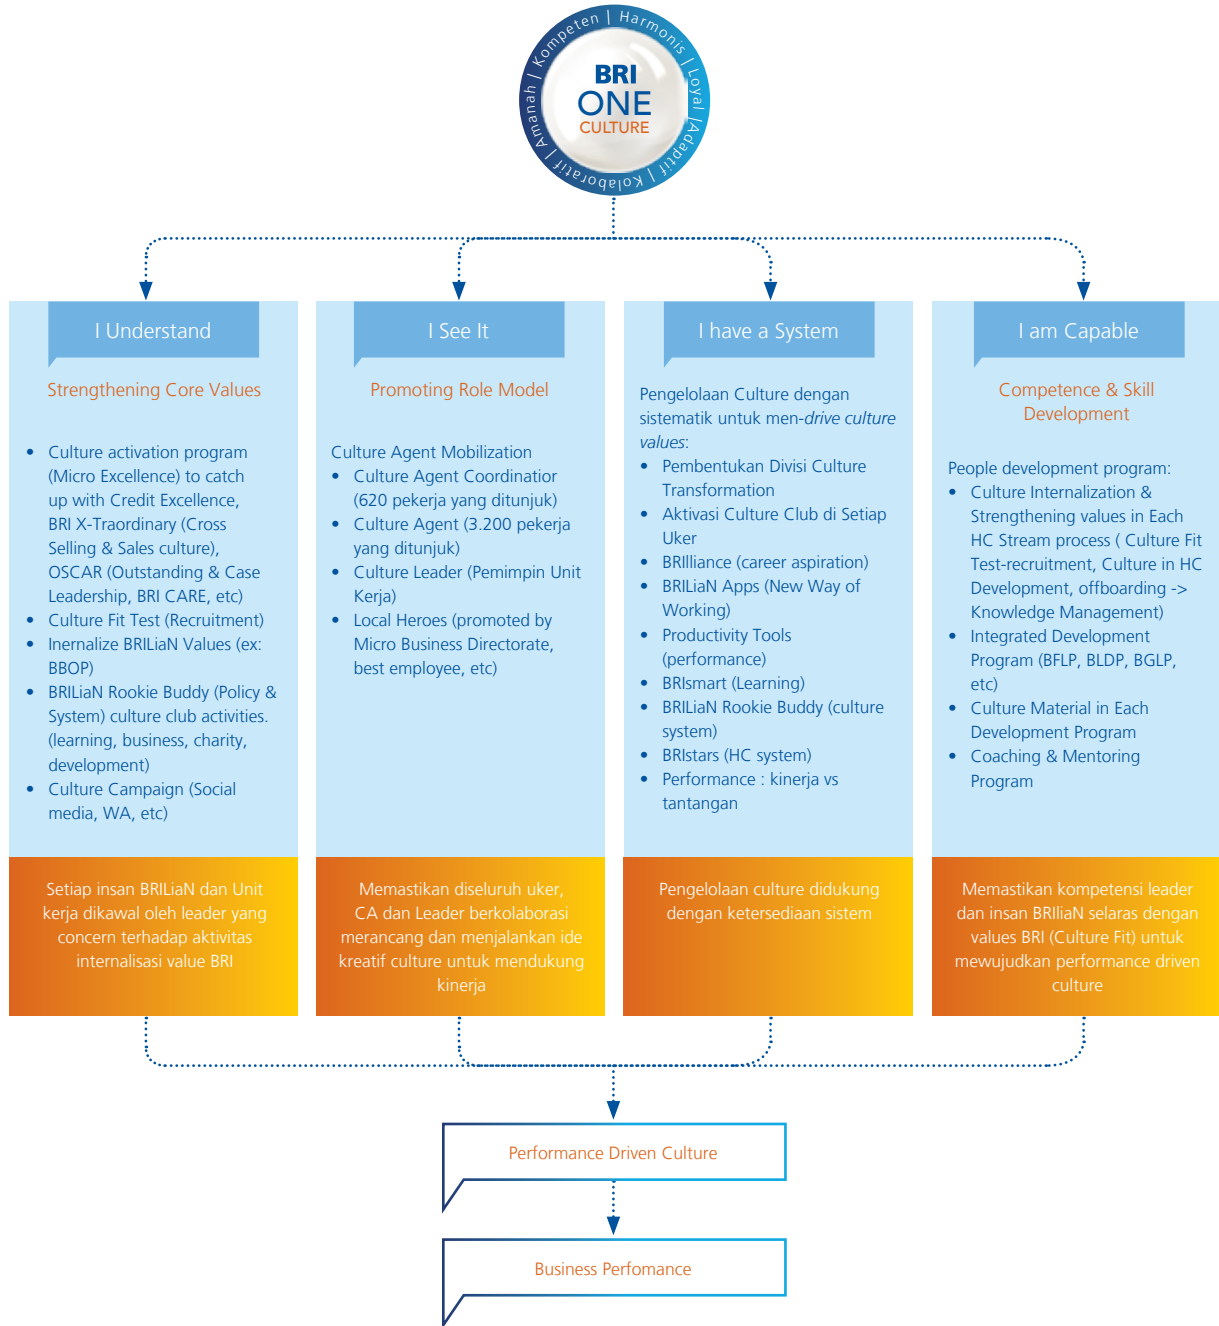 Amanah | Kompeten | Harmonis | Loyal |Adaptif | Kolaboratif |
BRI
ONE
CULTURE
I Understand
Strengthening Core Values
• Culture activation program
(Micro Excellence) to catch
up with Credit Excellence,
BRI X-Traordinary (Cross
Selling & Sales culture),
OSCAR (Outstanding & Case
Leadership, BRI CARE, etc)
• Culture Fit Test (Recruitment)
• Inernalize BRILiaN Values (ex:
BBOP)
• BRILiaN Rookie Buddy (Policy &
System) culture club activities.
(learning, business, charity,
development)
• Culture Campaign (Social
media, WA, etc)
Setiap insan BRILiaN dan Unit
kerja dikawal oleh leader yang
concern terhadap aktivitas
internalisasi value BRI
I See It
Promoting Role Model
Culture Agent Mobilization
• Culture Agent Coordinatior
(620 pekerja yang ditunjuk)
• Culture Agent (3.200 pekerja
yang ditunjuk)
• Culture Leader (Pemimpin Unit
Kerja)
• Local Heroes (promoted by
Micro Business Directorate,
best employee, etc)
Memastikan diseluruh uker,
CA dan Leader berkolaborasi
merancang dan menjalankan ide
kreatif culture untuk mendukung
kinerja
I have a System
Pengelolaan Culture dengan
sistematik untuk men-drive culture
values:
• Pembentukan Divisi Culture
Transformation
• Aktivasi Culture Club di Setiap
Uker
• BRIlliance (career aspiration)
• BRILiaN Apps (New Way of
Working)
• Productivity Tools
(performance)
• BRIsmart (Learning)
• BRILiaN Rookie Buddy (culture
system)
• BRIstars (HC system)
• Performance : kinerja vs
tantangan
Pengelolaan culture didukung
dengan ketersediaan sistem
I am Capable
Competence & Skill
Development
People development program:
• Culture Internalization &
Strengthening values in Each
HC Stream process ( Culture Fit
Test-recruitment, Culture in HC
Development, offboarding ->
Knowledge Management)
• Integrated Development
Program (BFLP, BLDP, BGLP,
etc)
• Culture Material in Each
Development Program
• Coaching & Mentoring
Program
Memastikan kompetensi leader
dan insan BRIliaN selaras dengan
values BRI (Culture Fit) untuk
mewujudkan performance driven
culture
Performance Driven Culture
Business Perfomance